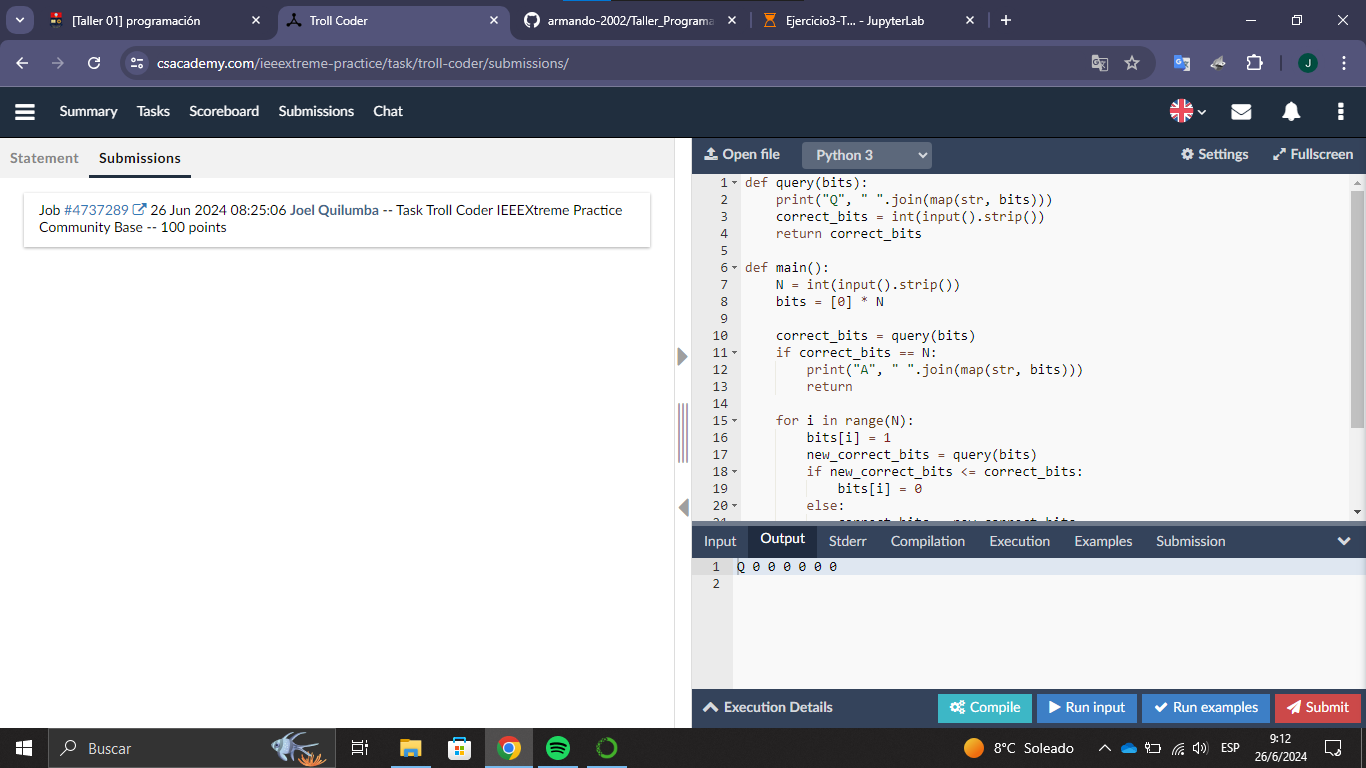 [Taller 01] programación
Troll Coder
armando-2002/Taller_Programa
Ejercicio3-T... - JupyterLab
csacademy.com/ieeextreme-practice/task/troll-coder/submissions/
J
Summary Tasks Scoreboard Submissions Chat
Statement Submissions
Job #4737289 26 Jun 2024 08:25:06 Joel Quilumba -- Task Troll Coder IEEEXtreme Practice
Community Base -- 100 points
Open file Python 3 Settings Fullscreen
1 def query(bits):
2 print("Q", " ".join(map(str, bits)))
3 correct_bits = int(input().strip())
4 return correct_bits
5
6 def main():
7 N = int(input().strip())
8 bits = [0] * N
9
10 correct_bits = query(bits)
11 if correct_bits == N:
12 print("A", " ".join(map(str, bits)))
13 return
14
15 for i in range(N):
16 bits[i] = 1
17 new_correct_bits = query(bits)
18 if new_correct_bits <= correct_bits:
19 bits[i] = 0
20 else:
Input Output Stderr Compilation Execution Examples Submission
1 Q 0 0 0 0 0 0
2
Execution Details Compile Run input Run examples Submit
Buscar
8°C Soleado
ESP
9:12
26/6/2024